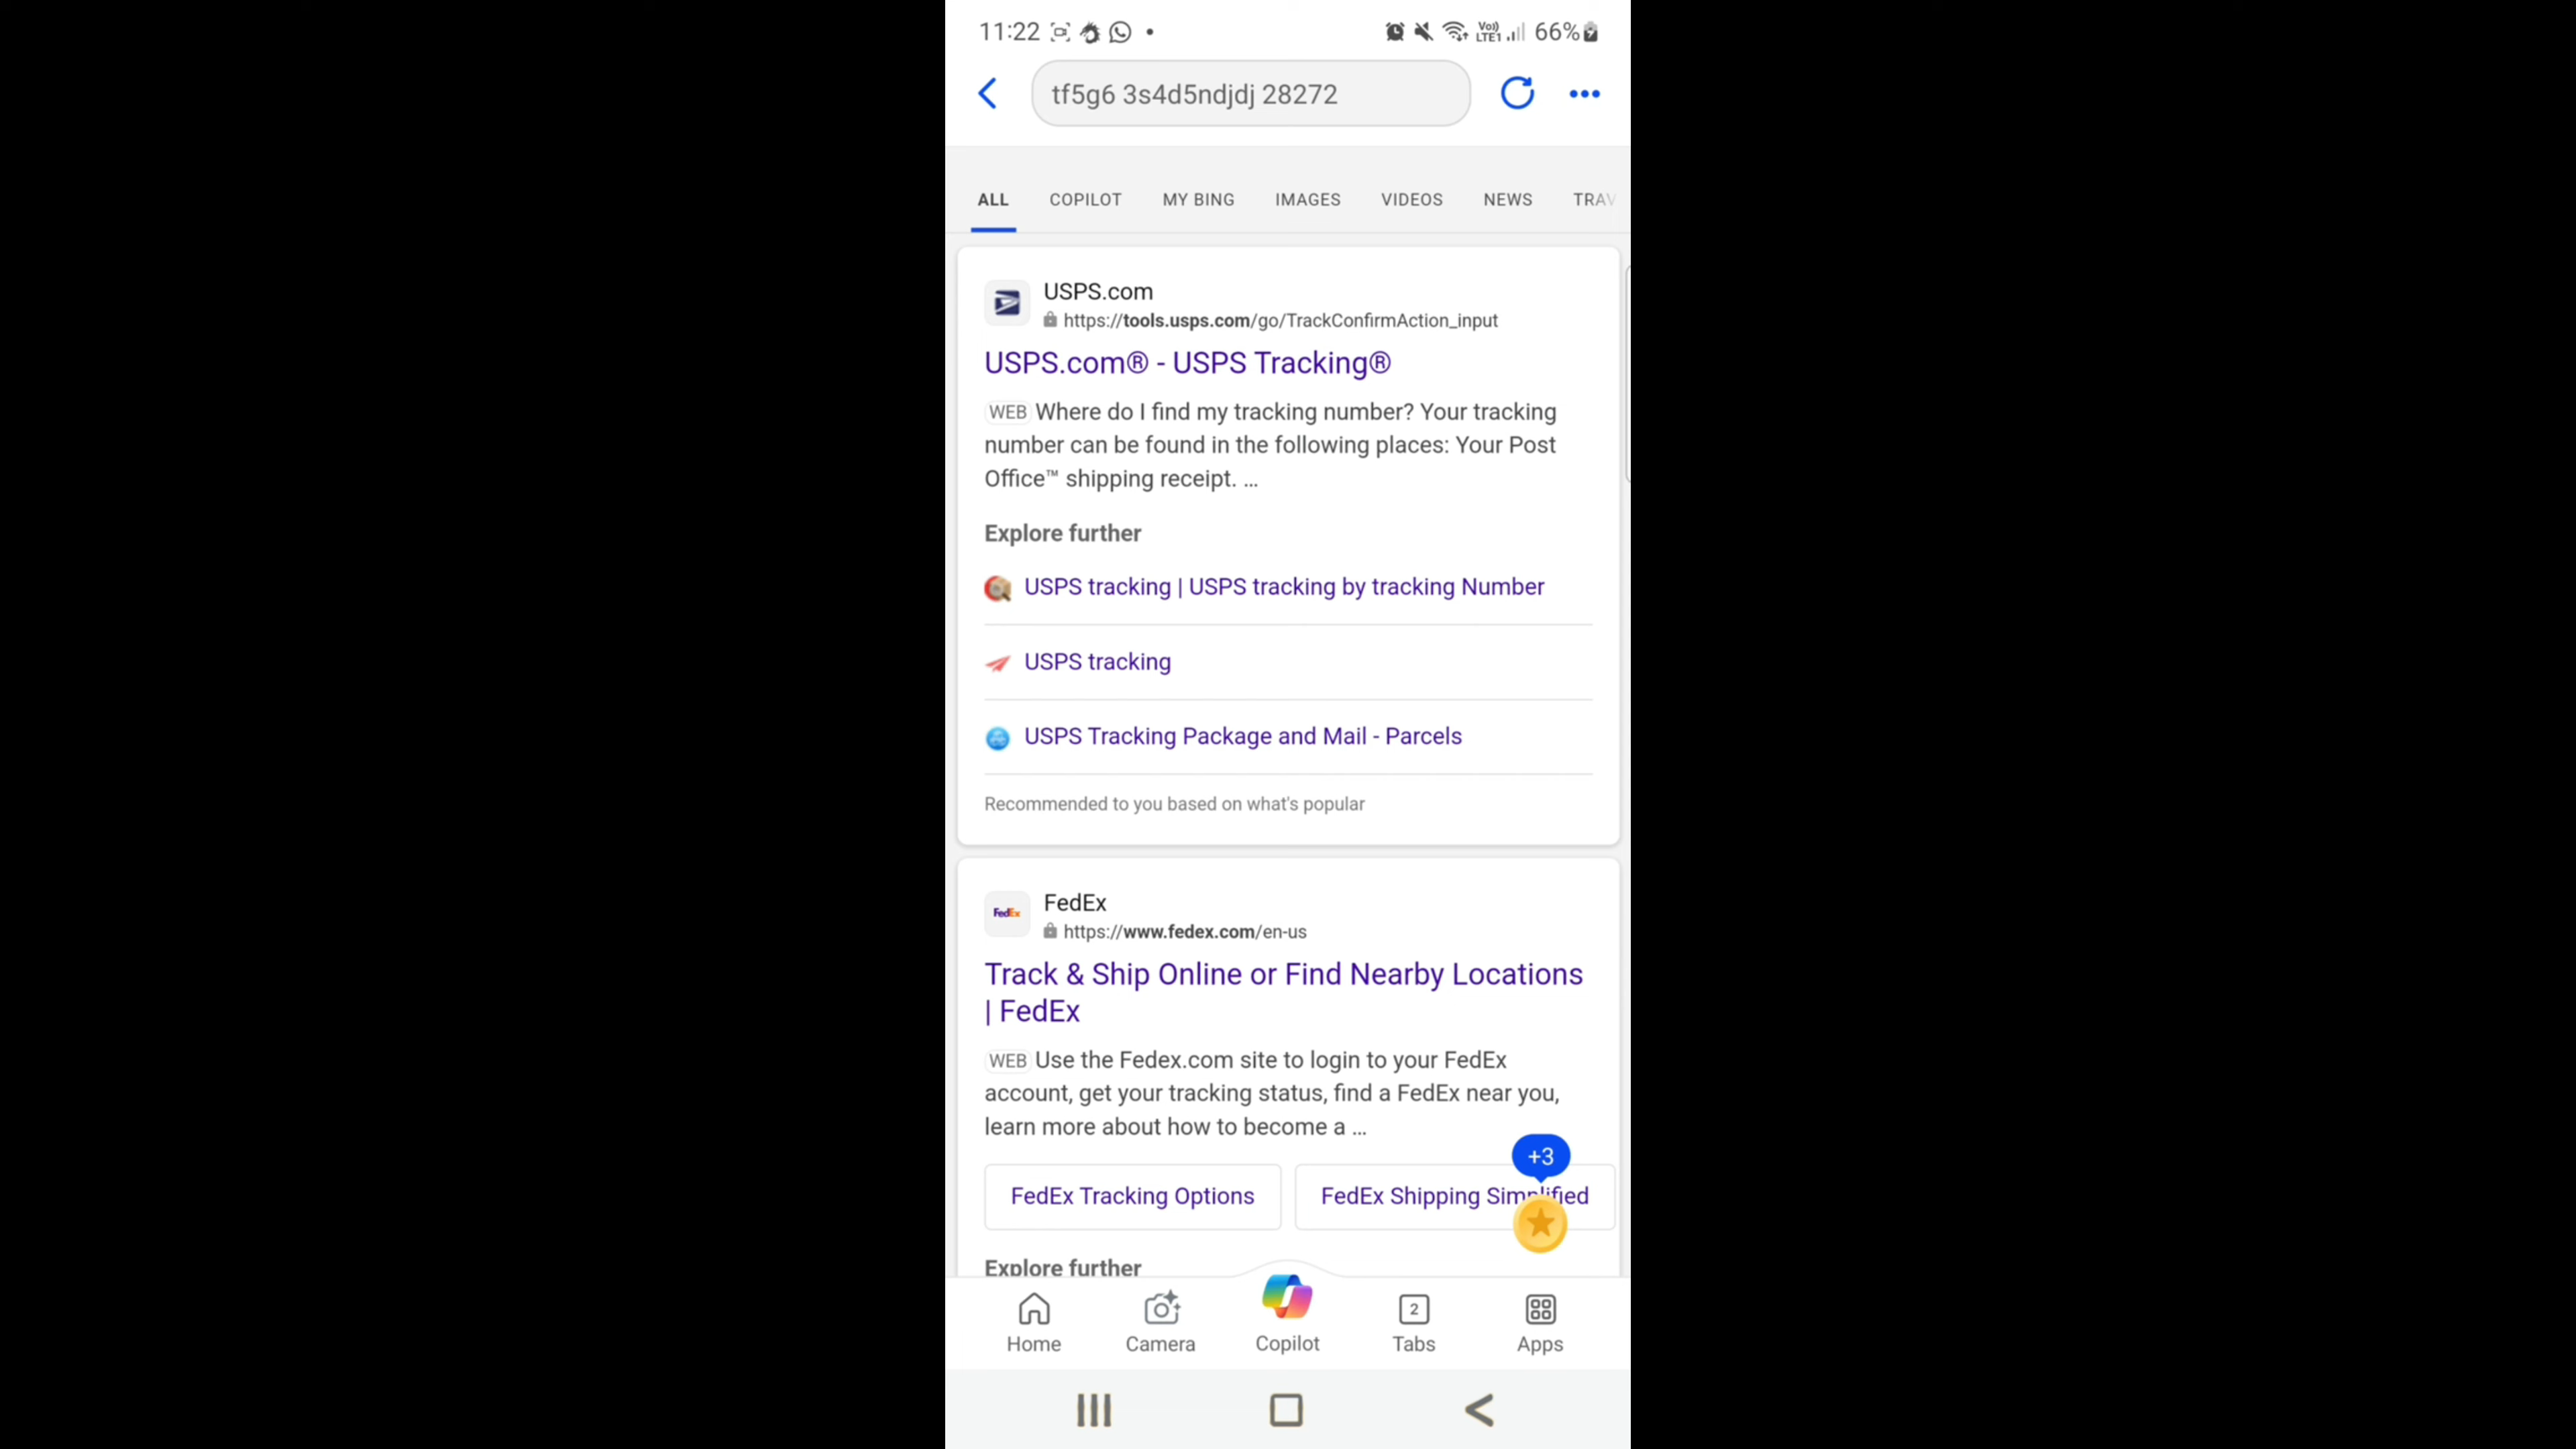 11:22
Vo))
LTE1
66%
tf5g6 3s4d5ndjdj 28272
ALL COPILOT MY BING IMAGES VIDEOS NEWS TRAV
USPS.com
https://tools.usps.com/go/TrackConfirmAction_input
USPS.com® - USPS Tracking®
WEB Where do I find my tracking number? Your tracking
number can be found in the following places: Your Post
Office™ shipping receipt. ...
Explore further
USPS tracking | USPS tracking by tracking Number
USPS tracking
USPS Tracking Package and Mail - Parcels
Recommended to you based on what's popular
FedEx
FedEx
https://www.fedex.com/en-us
Track & Ship Online or Find Nearby Locations
| FedEx
WEB Use the Fedex.com site to login to your FedEx
account, get your tracking status, find a FedEx near you,
learn more about how to become a ...
+3
FedEx Tracking Options
FedEx Shipping Simplified
Explore further
2
Home Camera Copilot Tabs Apps